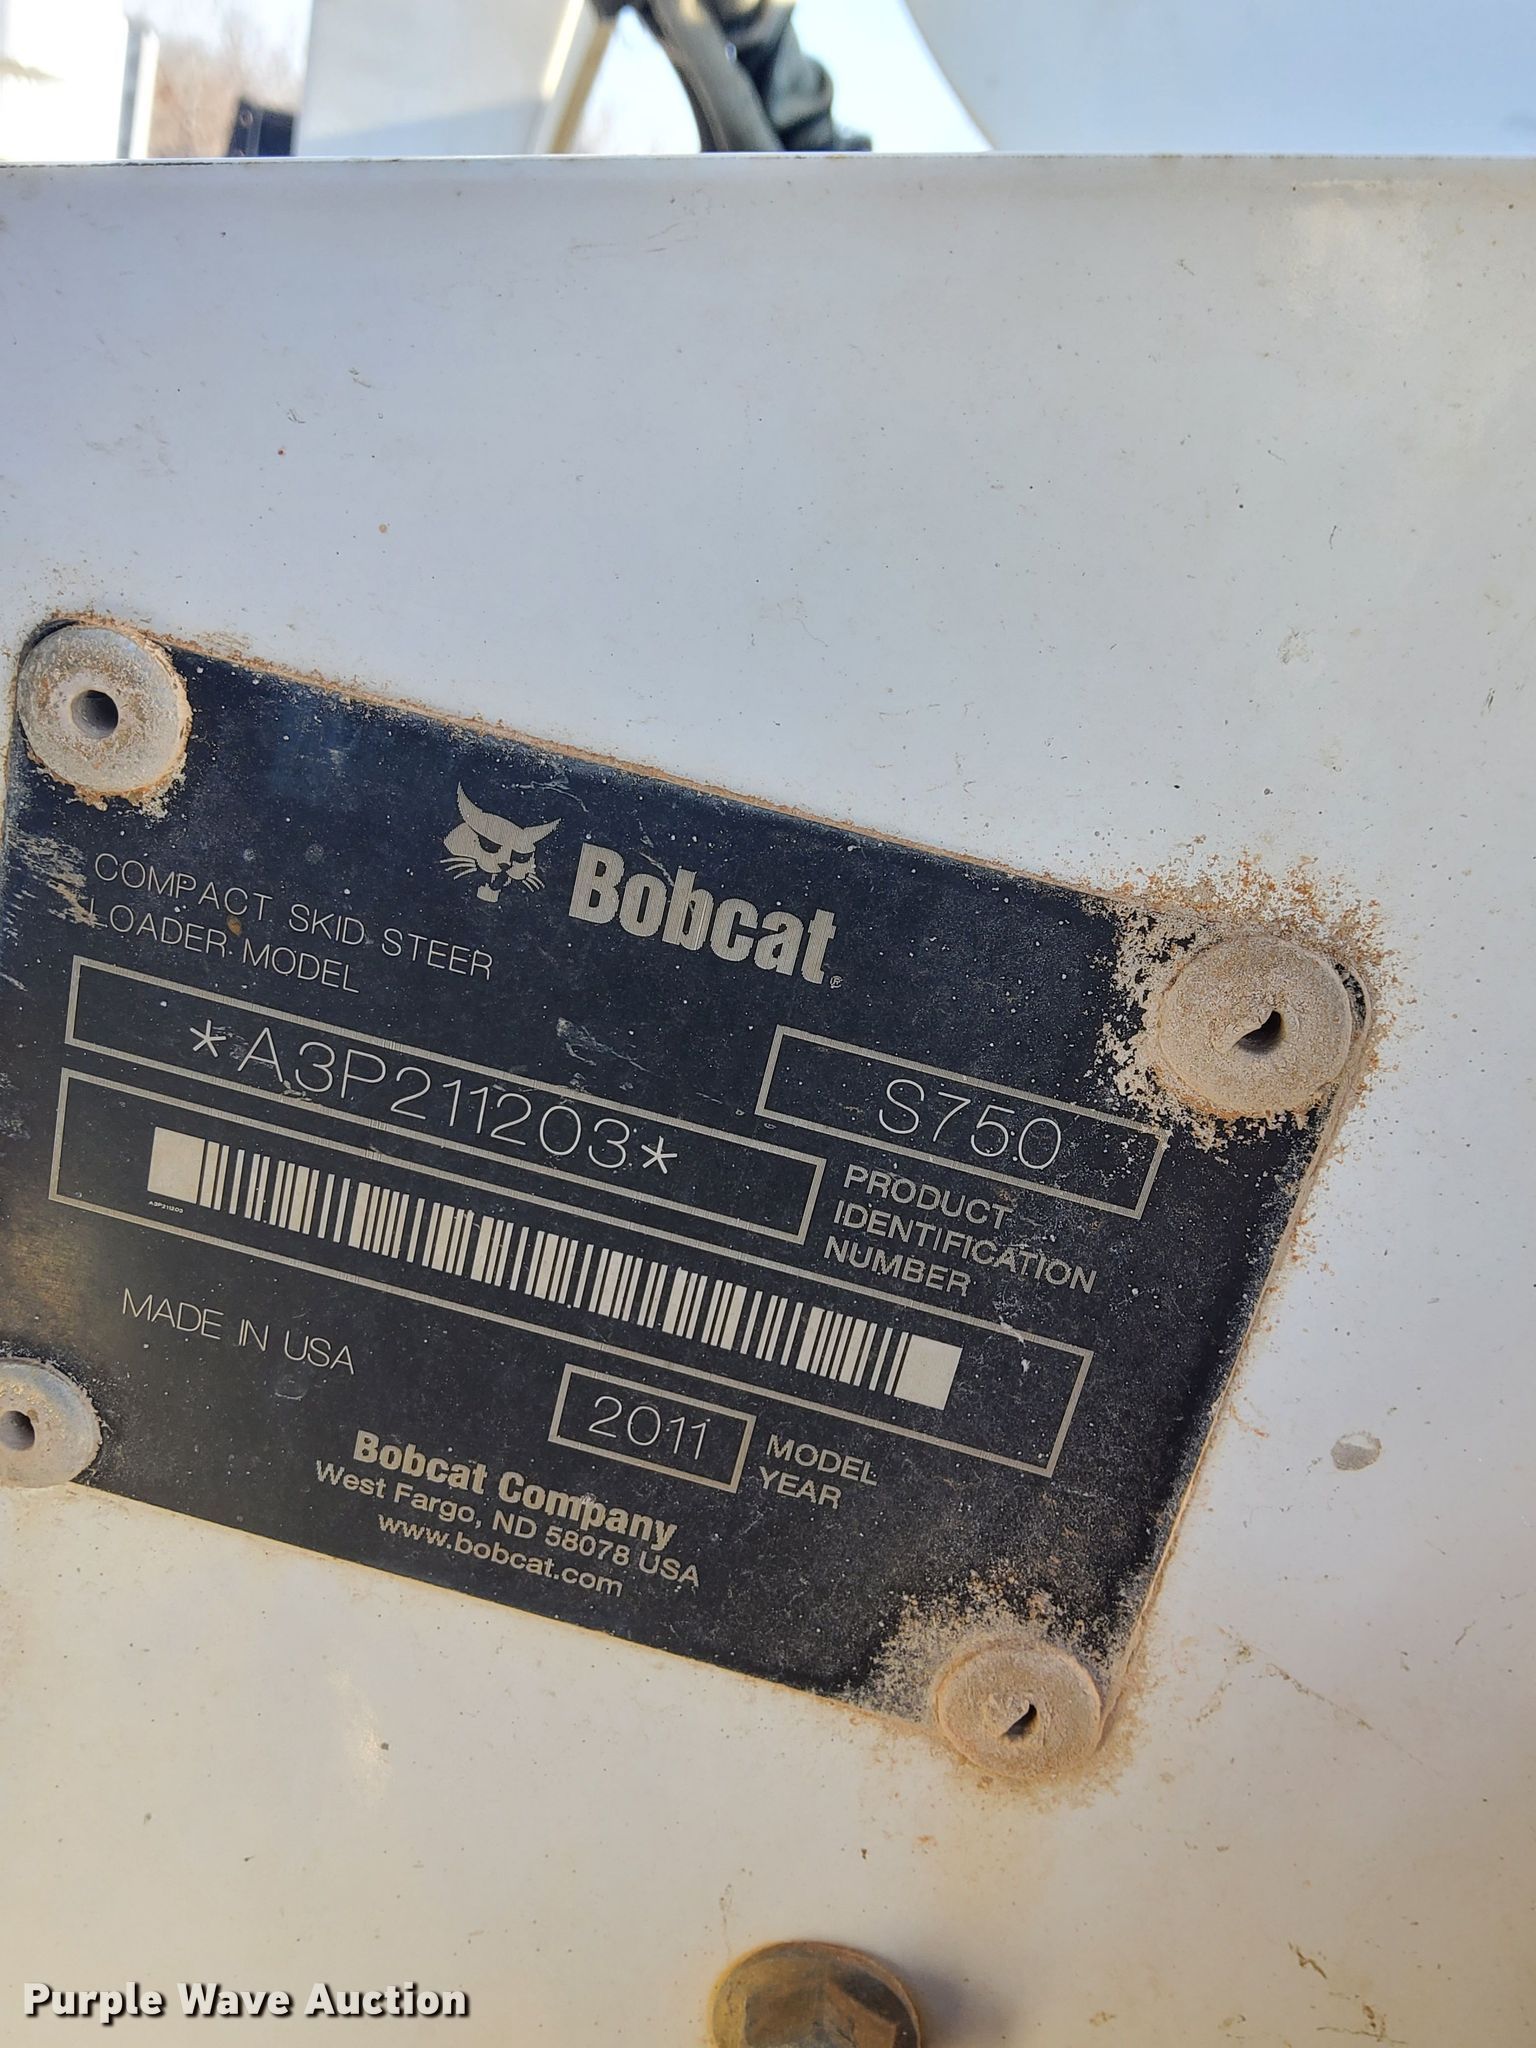 Bobcat®
COMPACT SKID STEER
LOADER MODEL
S750
*A3P211203*
PRODUCT
IDENTIFICATION
NUMBER
A3P211203
MADE IN USA
2011
MODEL
YEAR
Bobcat Company
West Fargo, ND 58078 USA
www.bobcat.com
Purple Wave Auction